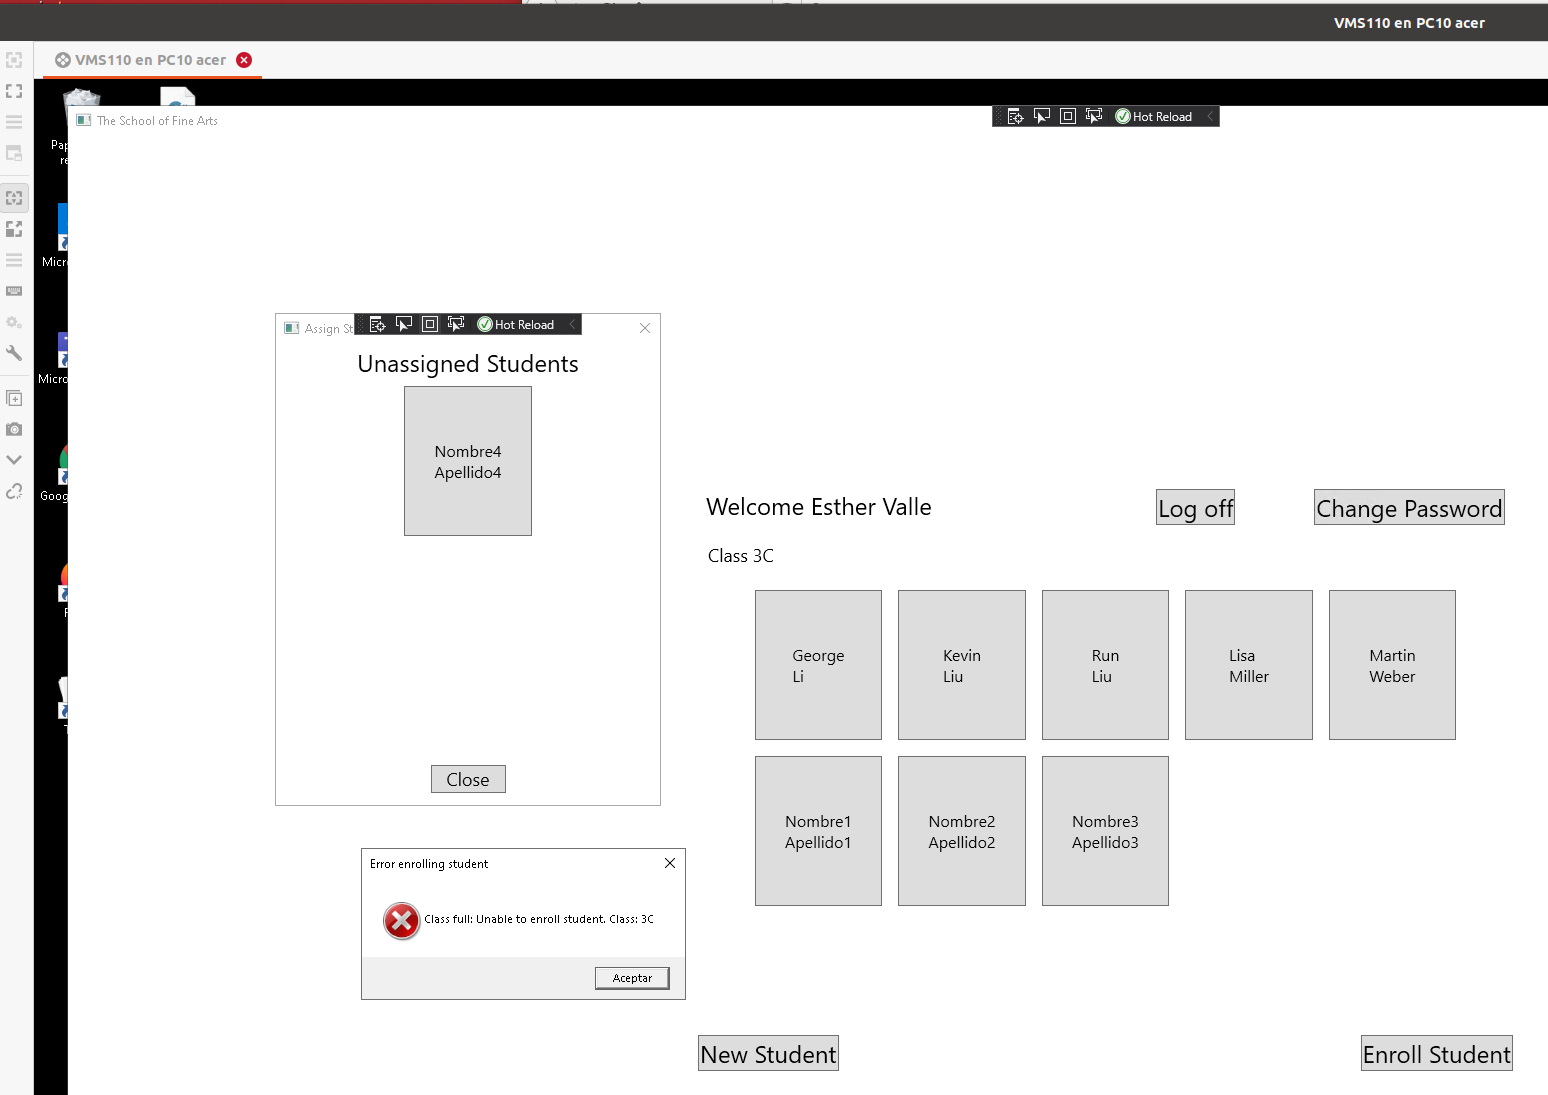 VMS110 en PC10 acer
VMS110 en PC10 acer
The School of Fine Arts
Hot Reload
Assign St
Hot Reload
Unassigned Students
Nombre4
Apellido4
Close
Error enrolling student
Class full: Unable to enroll student. Class: 3C
Aceptar
Welcome Esther Valle
Log off
Change Password
Class 3C
George
Li
Kevin
Liu
Run
Liu
Lisa
Miller
Martin
Weber
Nombre1
Apellido1
Nombre2
Apellido2
Nombre3
Apellido3
New Student
Enroll Student
Pap
re
Micr
Micro
Goog